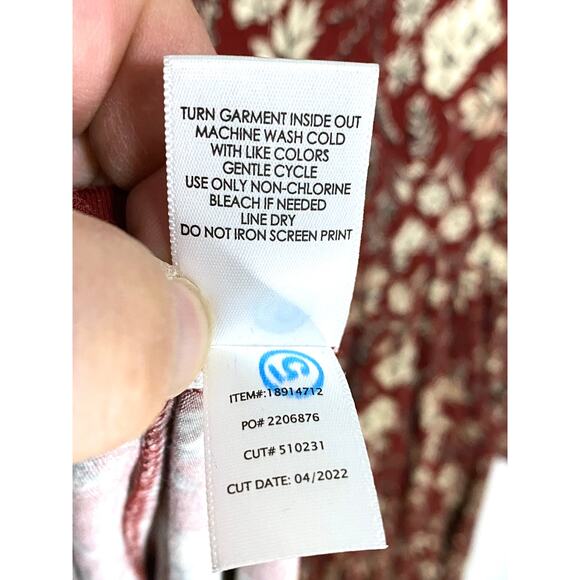 TURN GARMENT INSIDE OUT
MACHINE WASH COLD
WITH LIKE COLORS
GENTLE CYCLE
USE ONLY NON-CHLORINE
BLEACH IF NEEDED
LINE DRY
DO NOT IRON SCREEN PRINT
ITEM#:18914712
PO# 2206876
CUT# 510231
CUT DATE: 04/2022